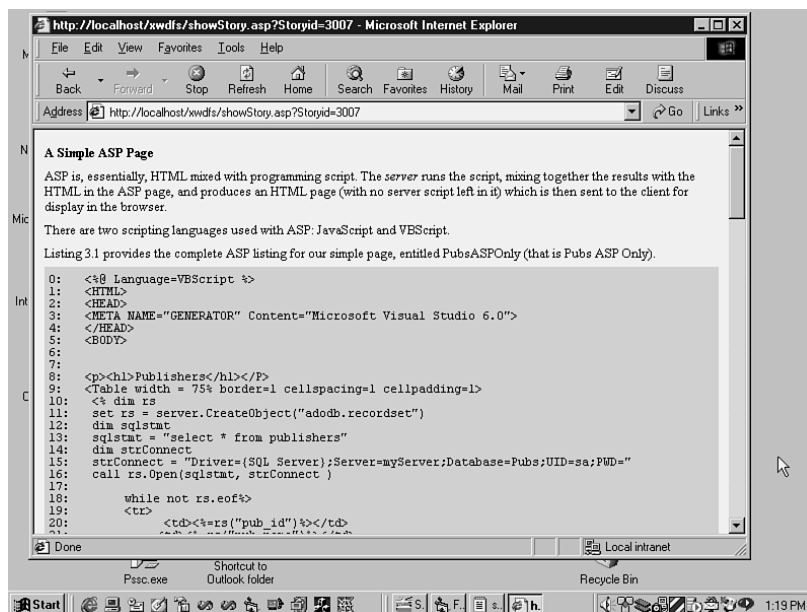 http://localhost/xwdfs/showStory.asp?Storyid=3007 - Microsoft Internet Explorer
File Edit View Favorites Tools Help
Back Forward Stop Refresh Home Search Favorites History Mail Print Edit Discuss
Address http://localhost/xwdfs/showStory.asp?Storyid=3007 Go Links »
A Simple ASP Page
ASP is, essentially, HTML mixed with programming script. The server runs the script, mixing together the results with the
HTML in the ASP page, and produces an HTML page (with no server script left in it) which is then sent to the client for
display in the browser.
There are two scripting languages used with ASP: JavaScript and VBScript.
Listing 3.1 provides the complete ASP listing for our simple page, entitled PubsASPOnly (that is Pubs ASP Only).
0: <%@ Language=VBScript %>
1: <HTML>
2: <HEAD>
3: <META NAME="GENERATOR" Content="Microsoft Visual Studio 6.0">
4: </HEAD>
5: <BODY>
6:
7:
8: <p><h1>Publishers</h1></P>
9: <Table width = 75% border=1 cellspacing=1 cellpadding=1>
10: <% dim rs
11: set rs = server.CreateObject("adodb.recordset")
12: dim sqlstmt
13: sqlstmt = "select * from publishers"
14: dim strConnect
15: strConnect = "Driver={SQL Server};Server=myServer;Database=Pubs;UID=sa;PWD="
16: call rs.Open(sqlstmt, strConnect )
17:
18: while not rs.eof%>
19: <tr>
20: <td><%=rs("pub_id")%></td>
Done Local intranet
N
Mic
Int
Pssc.exe
Shortcut to
Outlook folder
Recycle Bin
Start S. F.. s.. h. 1:19 PM